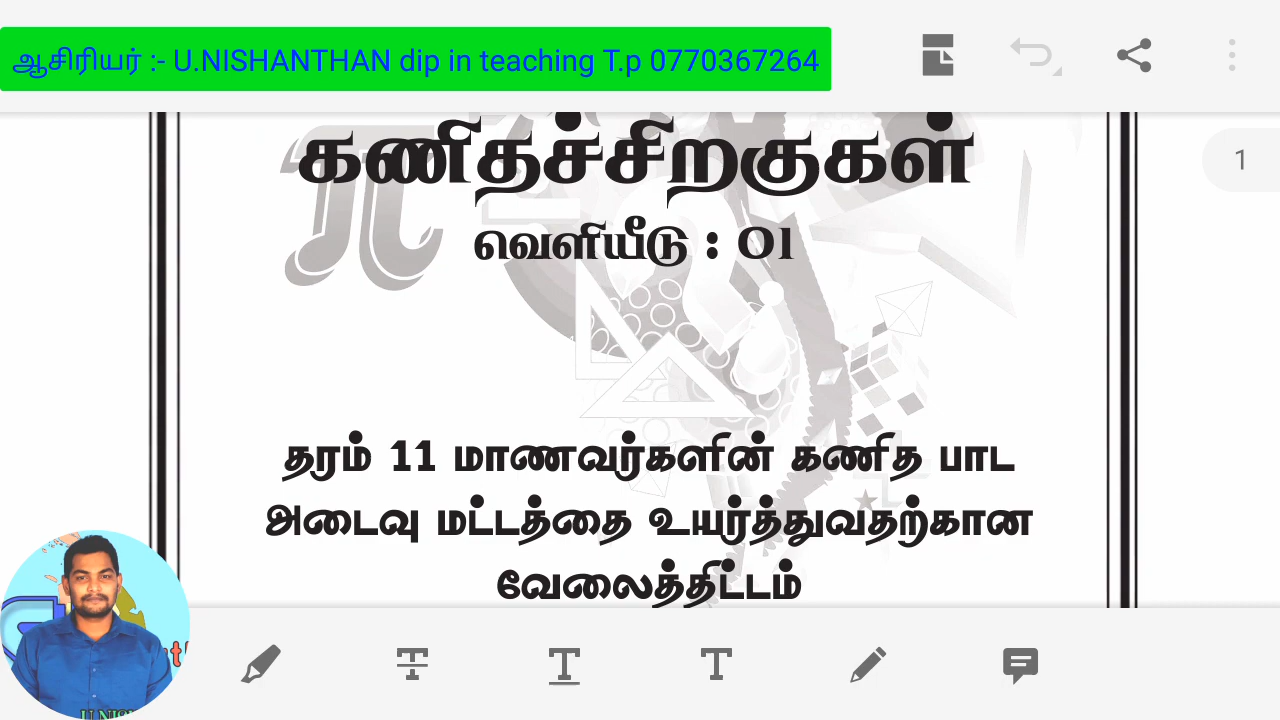 ஆசிரியர் :- U.NISHANTHAN dip in teaching T.p 0770367264
1
கணிதச்சிறகுகள்
வெளியீடு : 01
தரம் 11 மாணவர்களின் கணித பாட
அடைவு மட்டத்தை உயர்த்துவதற்கான
வேலைத்திட்டம்